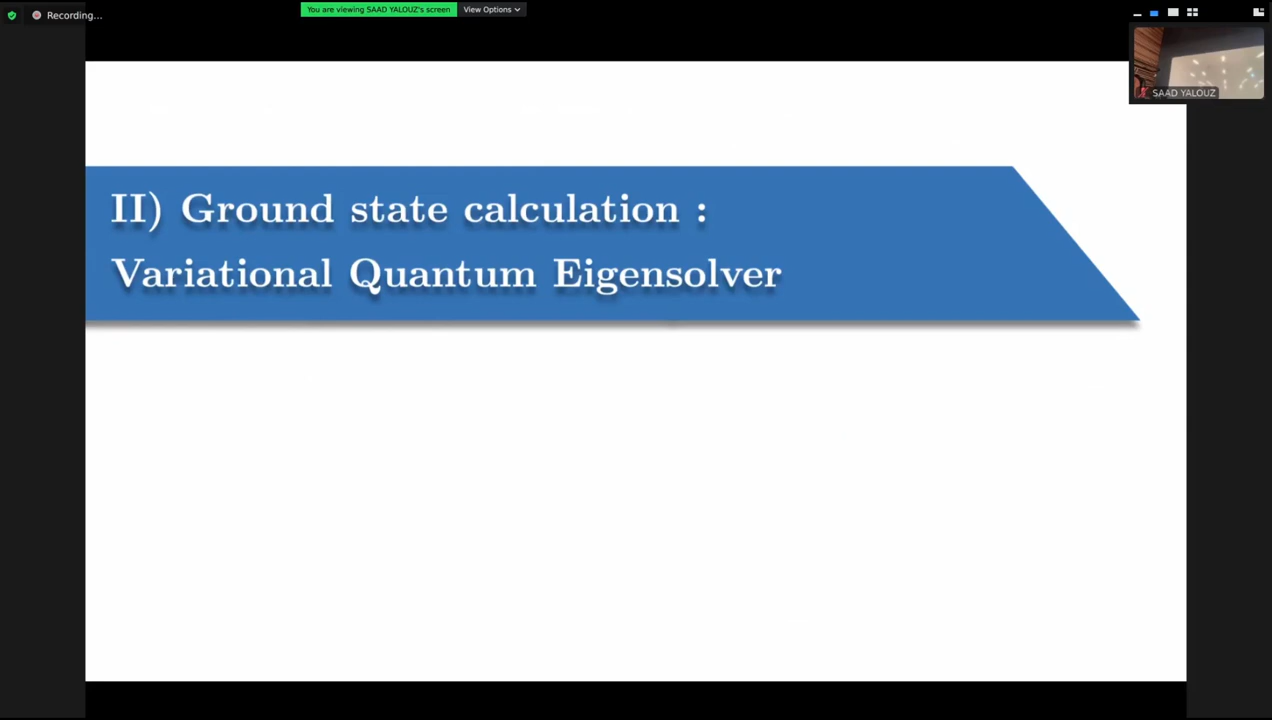 Recording...
You are viewing SAAD YALOUZ's screen
View Options
SAAD YALOUZ
II) Ground state calculation :
Variational Quantum Eigensolver